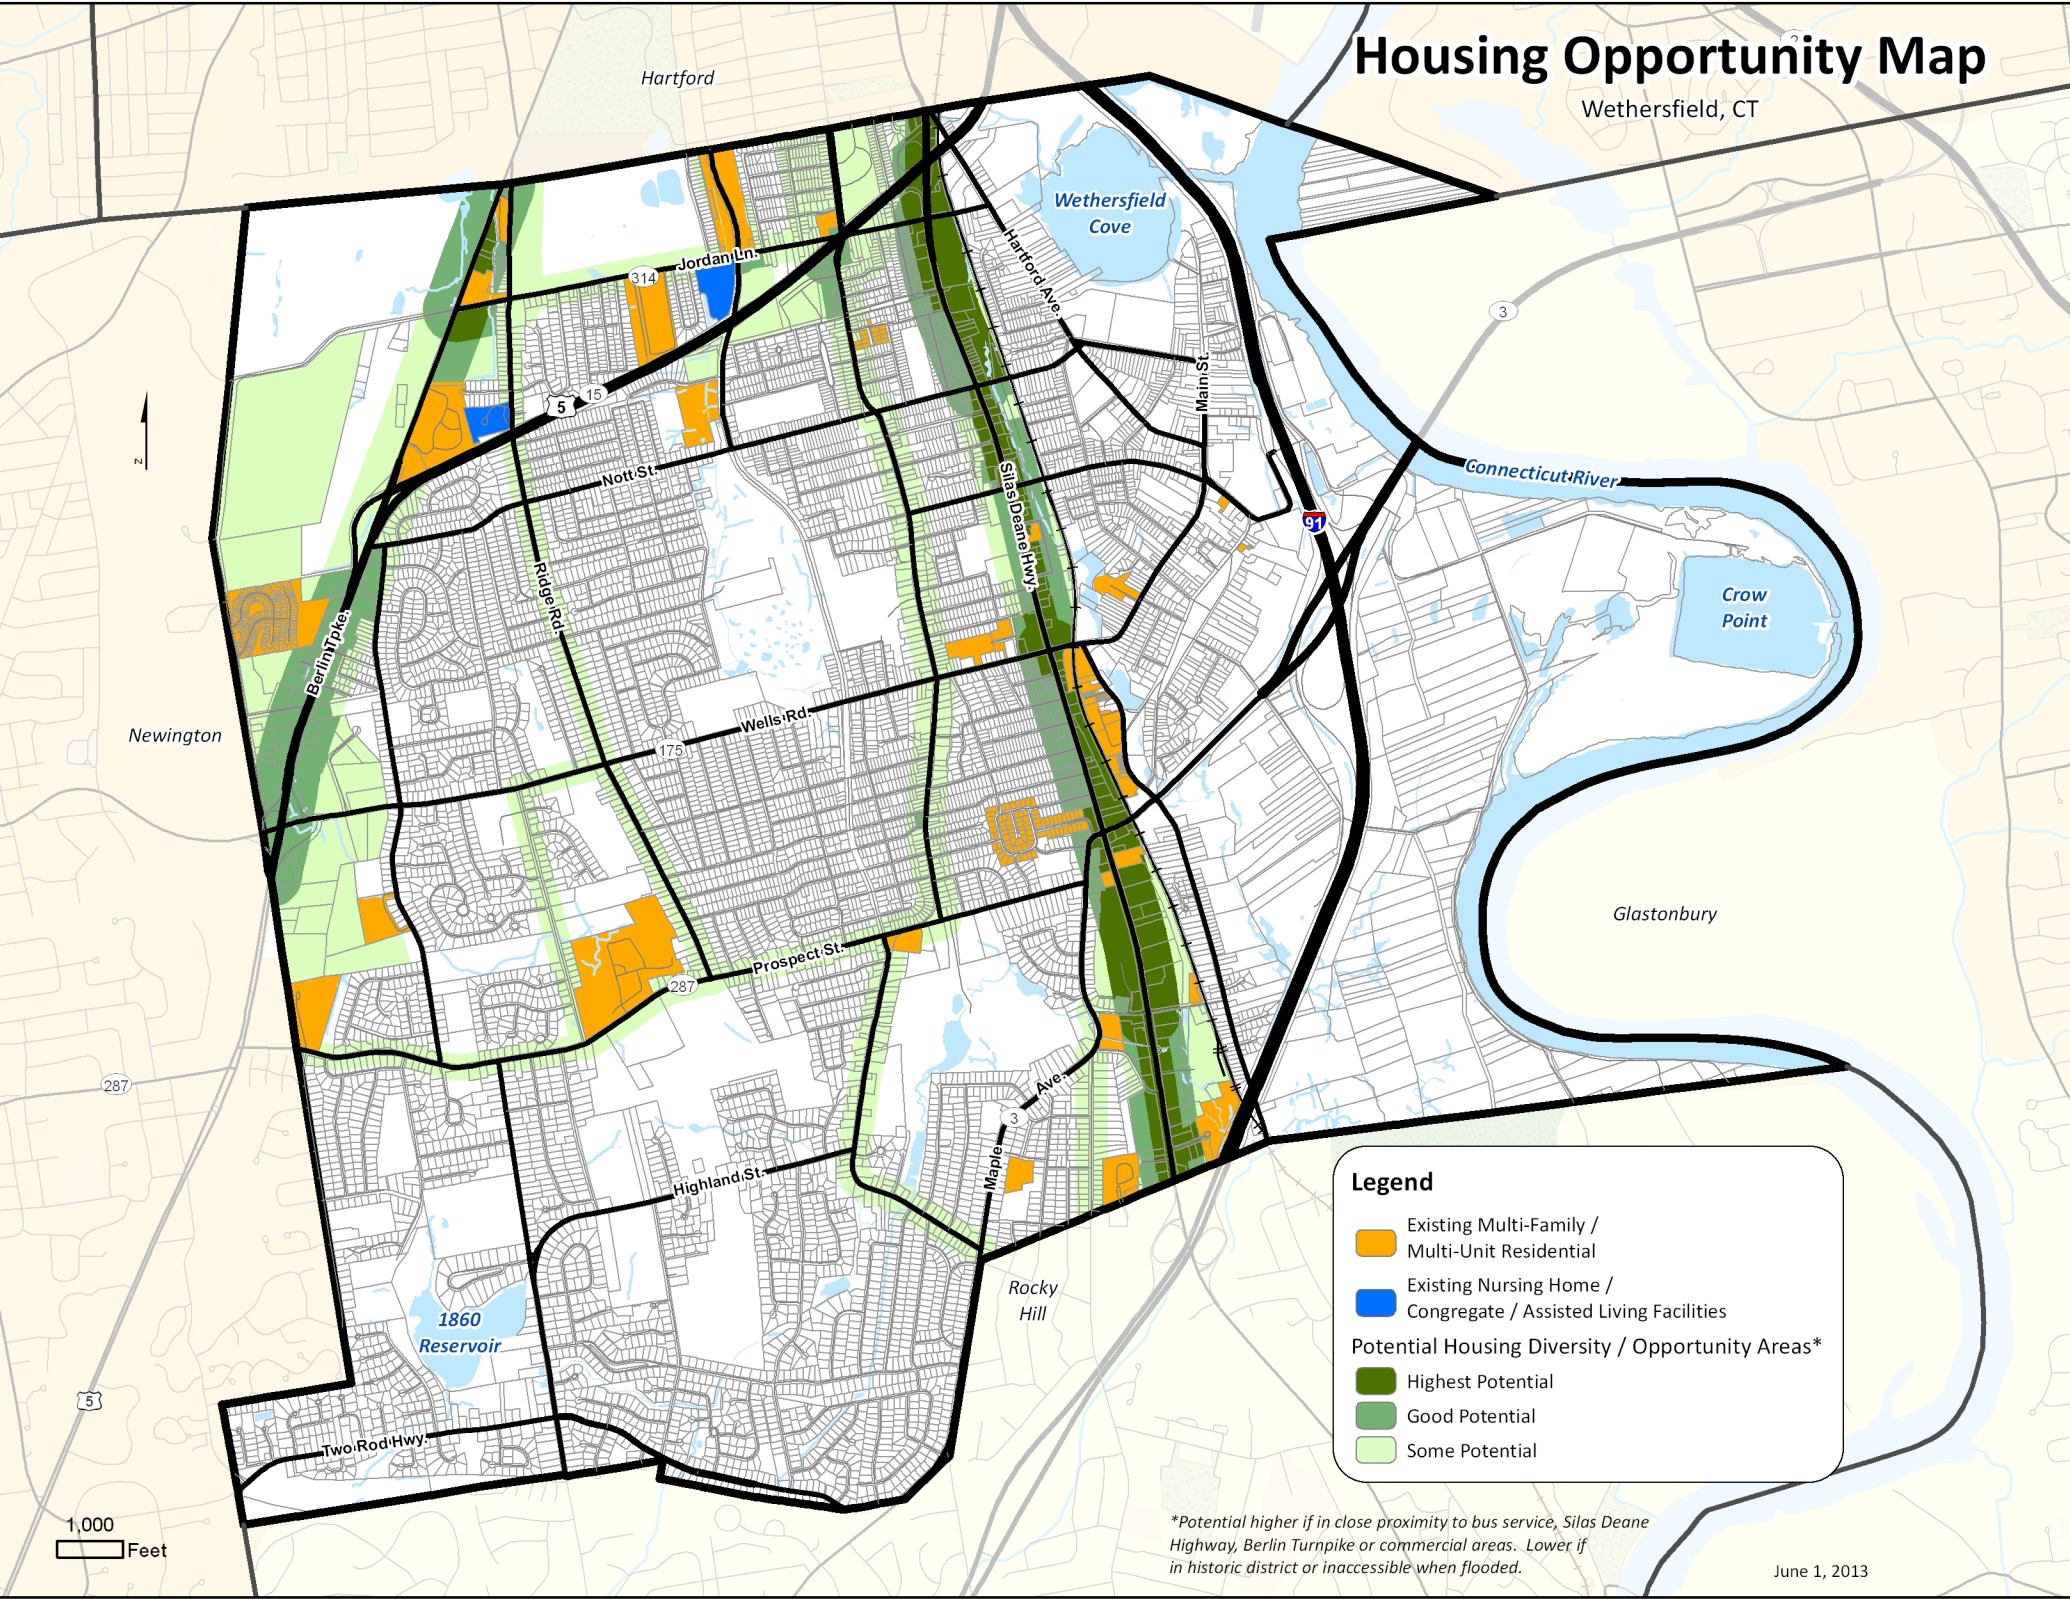 Housing Opportunity Map
Wethersfield, CT
2
Hartford
Wethersfield
Cove
Hartford Ave.
Jordan Ln.
314
3
Main St.
15
5
Connecticut River
Nott St.
Silas Deane Hwy.
91
z
Ridge Rd.
Crow
Point
Berlin Tpke.
Newington
Wells Rd.
175
Glastonbury
Prospect St.
287
287
Maple Ave.
3
Highland St.
Rocky
Hill
1860
Reservoir
5
Two Rod Hwy.
Legend
Existing Multi-Family /
Multi-Unit Residential
Existing Nursing Home /
Congregate / Assisted Living Facilities
Potential Housing Diversity / Opportunity Areas*
Highest Potential
Good Potential
Some Potential
1,000
Feet
*Potential higher if in close proximity to bus service, Silas Deane
Highway, Berlin Turnpike or commercial areas. Lower if
in historic district or inaccessible when flooded.
June 1, 2013